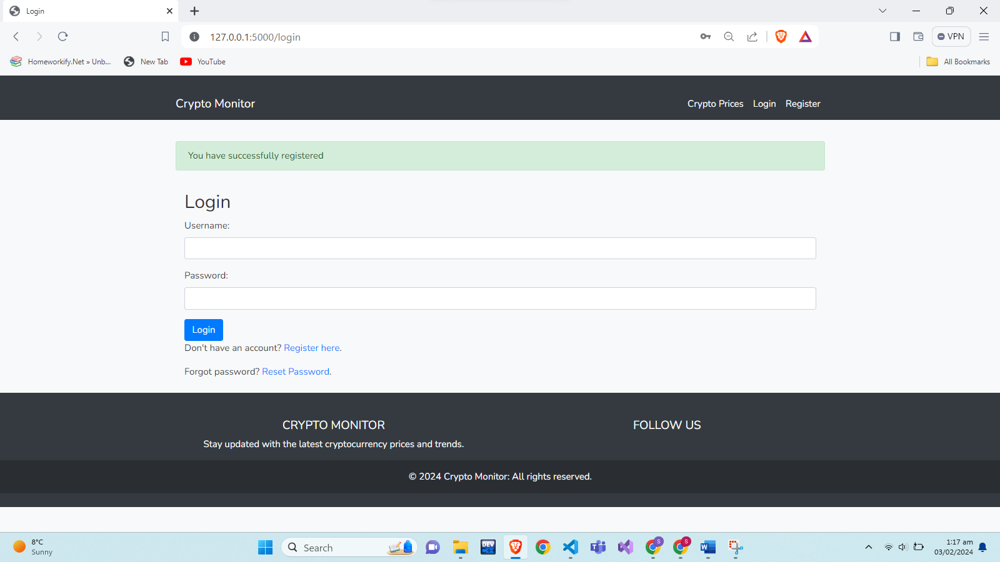 Login
127.0.0.1:5000/login
VPN
Homeworkify.Net » Unb...
New Tab
YouTube
All Bookmarks
Crypto Monitor
Crypto Prices
Login
Register
You have successfully registered
Login
Username:
Password:
Login
Don't have an account? Register here.
Forgot password? Reset Password.
CRYPTO MONITOR
FOLLOW US
Stay updated with the latest cryptocurrency prices and trends.
© 2024 Crypto Monitor: All rights reserved.
8°C
Sunny
Search
DEV
S
S
W
1:17 am
03/02/2024